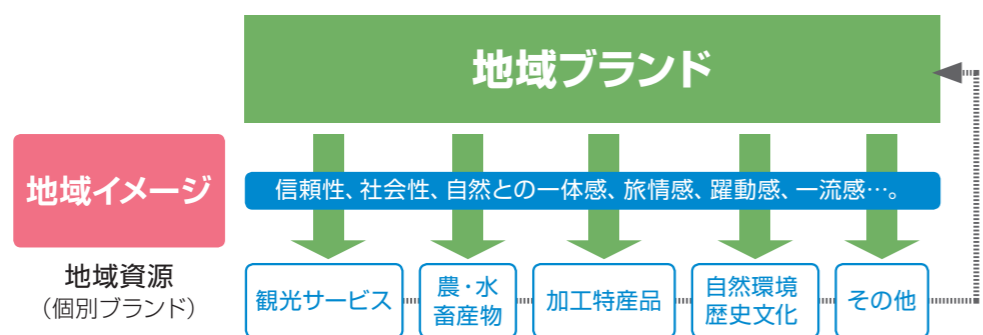 地域ブランド
地域イメージ
信頼性、社会性、自然との一体感、旅情感、躍動感、一流感…。
地域資源
（個別ブランド）
観光サービス
農・水
畜産物
加工特産品
自然環境
歴史文化
その他